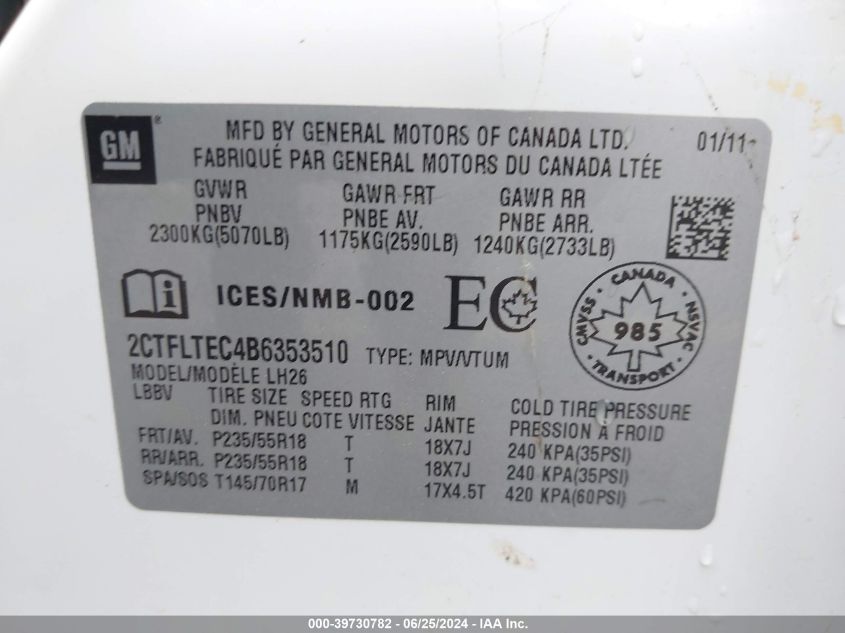 GM
MFD BY GENERAL MOTORS OF CANADA LTD. 01/11
FABRIQUÉ PAR GENERAL MOTORS DU CANADA LTÉE
GVWR GAWR FRT GAWR RR
PNBV PNBE AV. PNBE ARR.
2300KG(5070LB) 1175KG(2590LB) 1240KG(2733LB)
ICES/NMB-002 EC
CANADA
CMVSS 985 NSVAC
TRANSPORT
2CTFLTEC4B6353510 TYPE: MPV/VTUM
MODEL/MODÈLE LH26
LBBV TIRE SIZE SPEED RTG RIM COLD TIRE PRESSURE
DIM. PNEU COTE VITESSE JANTE PRESSION A FROID
FRT/AV. P235/55R18 T 18X7J 240 KPA(35PSI)
RR/ARR. P235/55R18 T 18X7J 240 KPA(35PSI)
SPA/SOS T145/70R17 M 17X4.5T 420 KPA(60PSI)
000-39730782 - 06/25/2024 - IAA Inc.